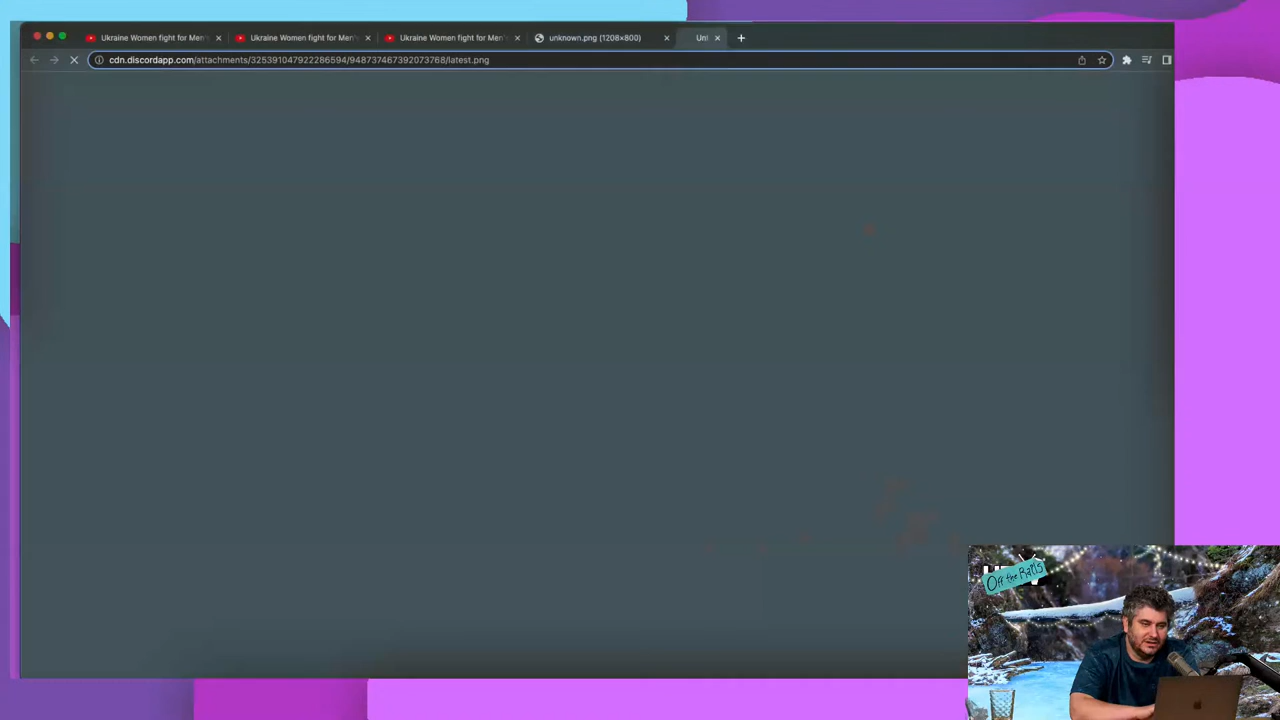 Ukraine Women fight for Men'
Ukraine Women fight for Men'
Ukraine Women fight for Men'
unknown.png (1208×800)
cdn.discordapp.com/attachments/325391047922286594/948737467392073768/latest.png
Off the Rails